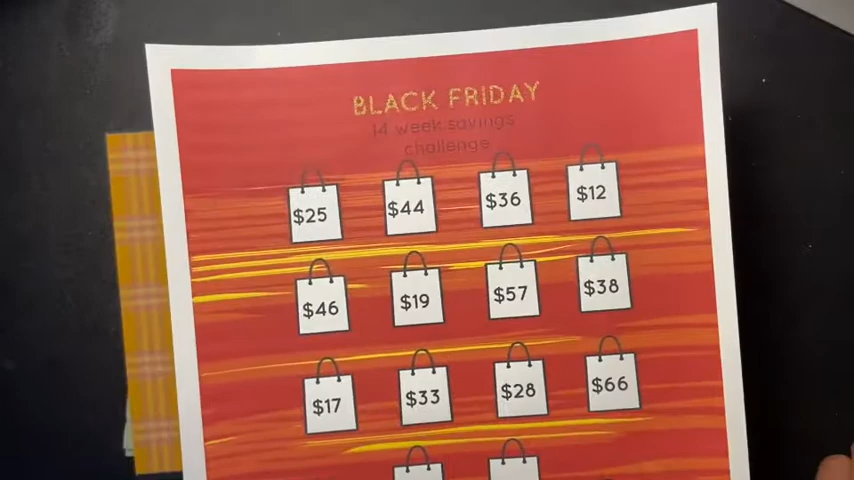 BLACK FRIDAY
14 week savings
challenge
$25 $44 $36 $12
$46 $19 $57 $38
$17 $33 $28 $66